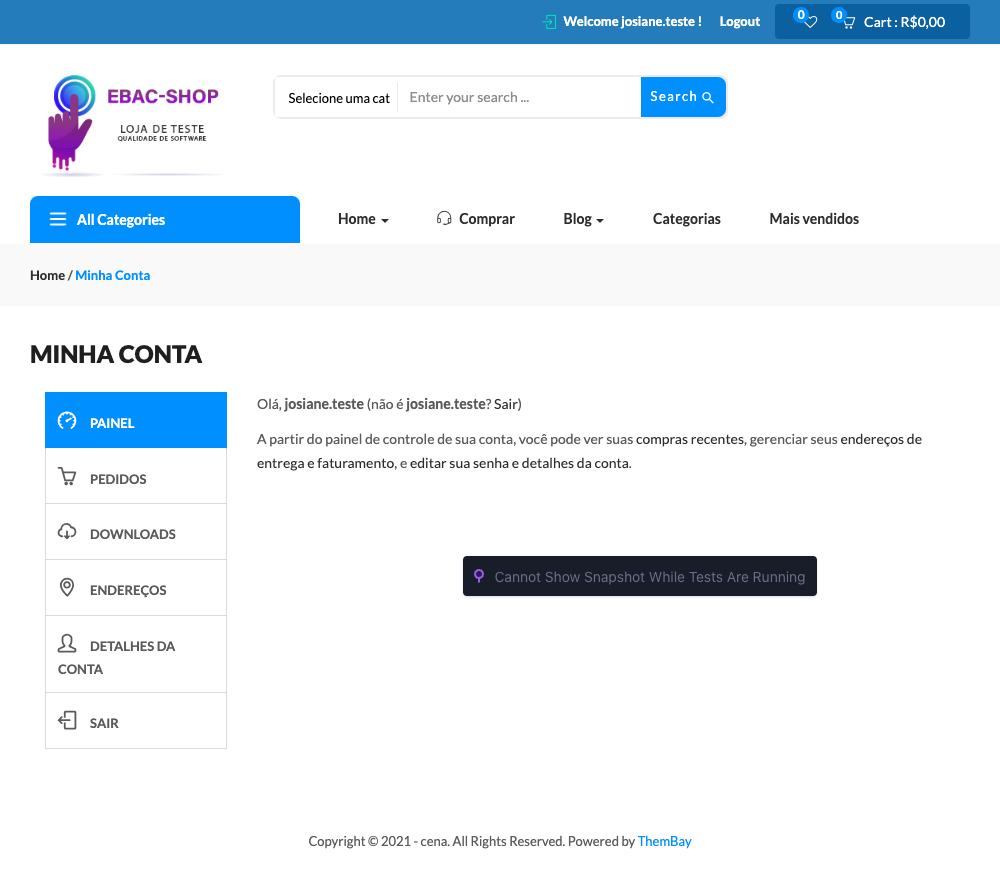 Welcome josiane.teste ! Logout 0 0 Cart : R$0,00
EBAC-SHOP
LOJA DE TESTE
QUALIDADE DE SOFTWARE
Selecione uma cat Enter your search ... Search
All Categories Home Comprar Blog Categorias Mais vendidos
Home / Minha Conta
MINHA CONTA
PAINEL
PEDIDOS
DOWNLOADS
ENDEREÇOS
DETALHES DA
CONTA
SAIR
Olá, josiane.teste (não é josiane.teste? Sair)
A partir do painel de controle de sua conta, você pode ver suas compras recentes, gerenciar seus endereços de
entrega e faturamento, e editar sua senha e detalhes da conta.
Cannot Show Snapshot While Tests Are Running
Copyright © 2021 - cena. All Rights Reserved. Powered by ThemBay